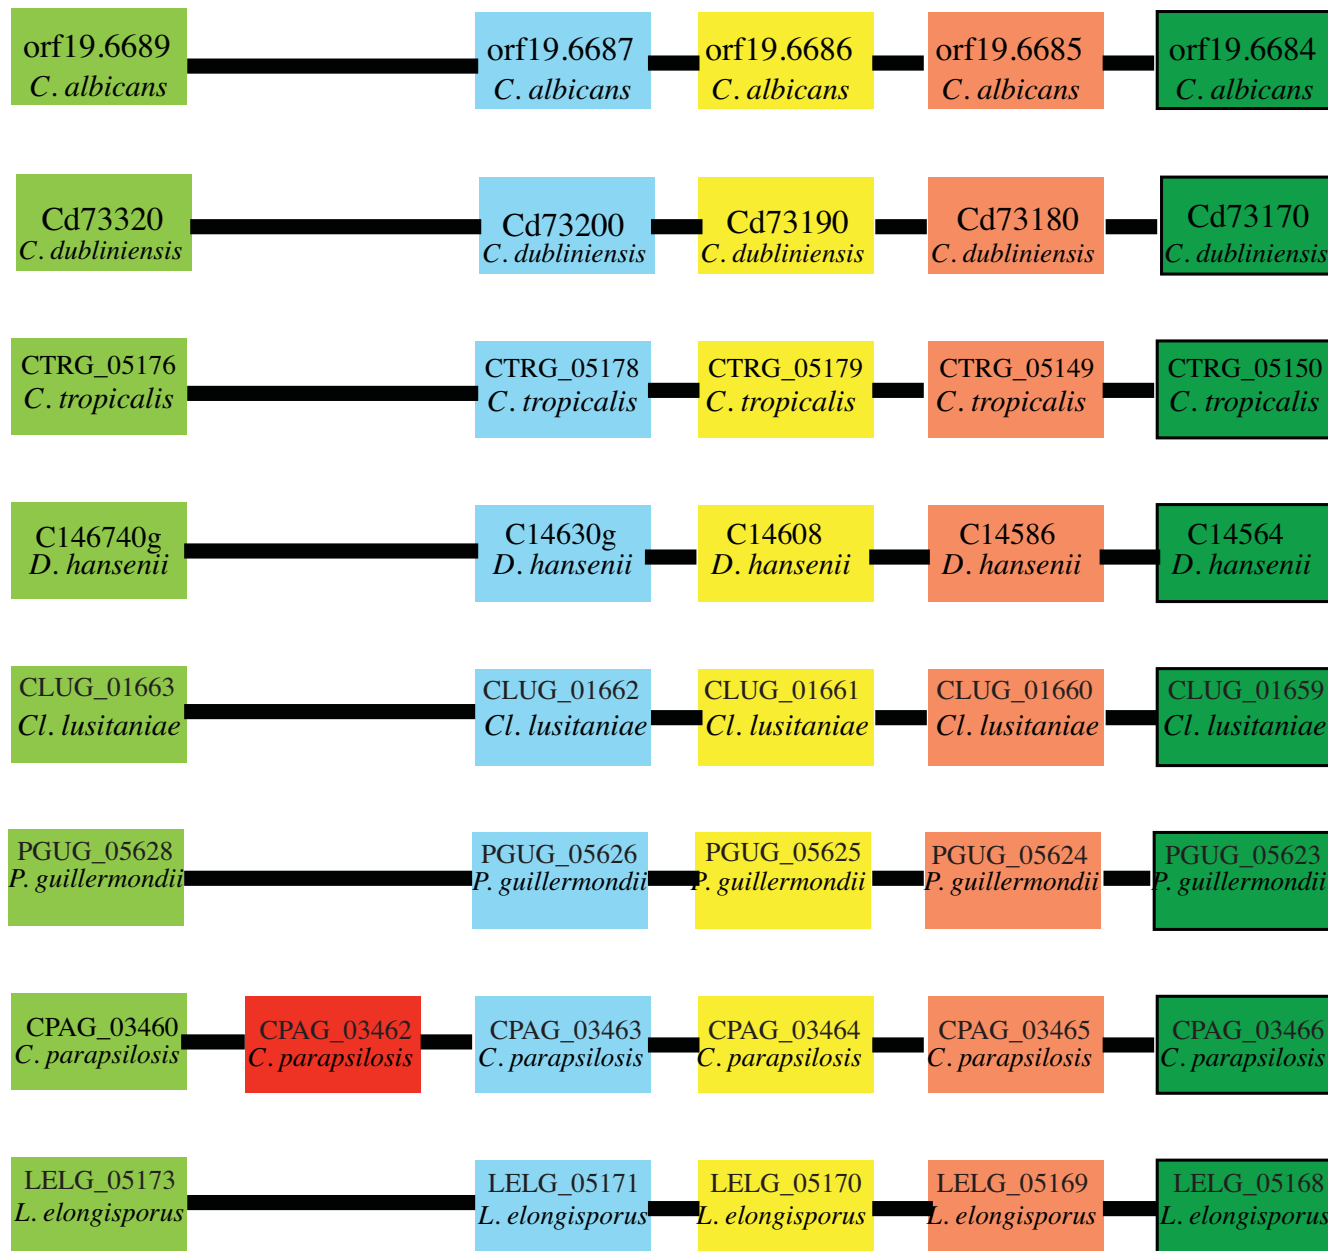 orf19.6689
C. albicans
orf19.6687
C. albicans
orf19.6686
C. albicans
orf19.6685
C. albicans
orf19.6684
C. albicans
Cd73320
C. dubliniensis
Cd73200
C. dubliniensis
Cd73190
C. dubliniensis
Cd73180
C. dubliniensis
Cd73170
C. dubliniensis
CTRG_05176
C. tropicalis
CTRG_05178
C. tropicalis
CTRG_05179
C. tropicalis
CTRG_05149
C. tropicalis
CTRG_05150
C. tropicalis
C146740g
D. hansenii
C14630g
D. hansenii
C14608
D. hansenii
C14586
D. hansenii
C14564
D. hansenii
CLUG_01663
Cl. lusitaniae
CLUG_01662
Cl. lusitaniae
CLUG_01661
Cl. lusitaniae
CLUG_01660
Cl. lusitaniae
CLUG_01659
Cl. lusitaniae
PGUG_05628
P. guillermondii
PGUG_05626
P. guillermondii
PGUG_05625
P. guillermondii
PGUG_05624
P. guillermondii
PGUG_05623
P. guillermondii
CPAG_03460
C. parapsilosis
CPAG_03462
C. parapsilosis
CPAG_03463
C. parapsilosis
CPAG_03464
C. parapsilosis
CPAG_03465
C. parapsilosis
CPAG_03466
C. parapsilosis
LELG_05173
L. elongisporus
LELG_05171
L. elongisporus
LELG_05170
L. elongisporus
LELG_05169
L. elongisporus
LELG_05168
L. elongisporus